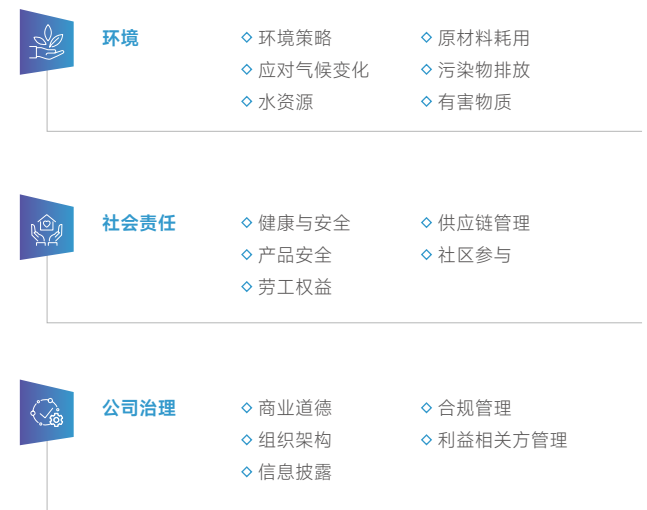 环境
环境策略
原材料耗用
应对气候变化
污染物排放
水资源
有害物质
社会责任
健康与安全
供应链管理
产品安全
社区参与
劳工权益
公司治理
商业道德
合规管理
组织架构
利益相关方管理
信息披露